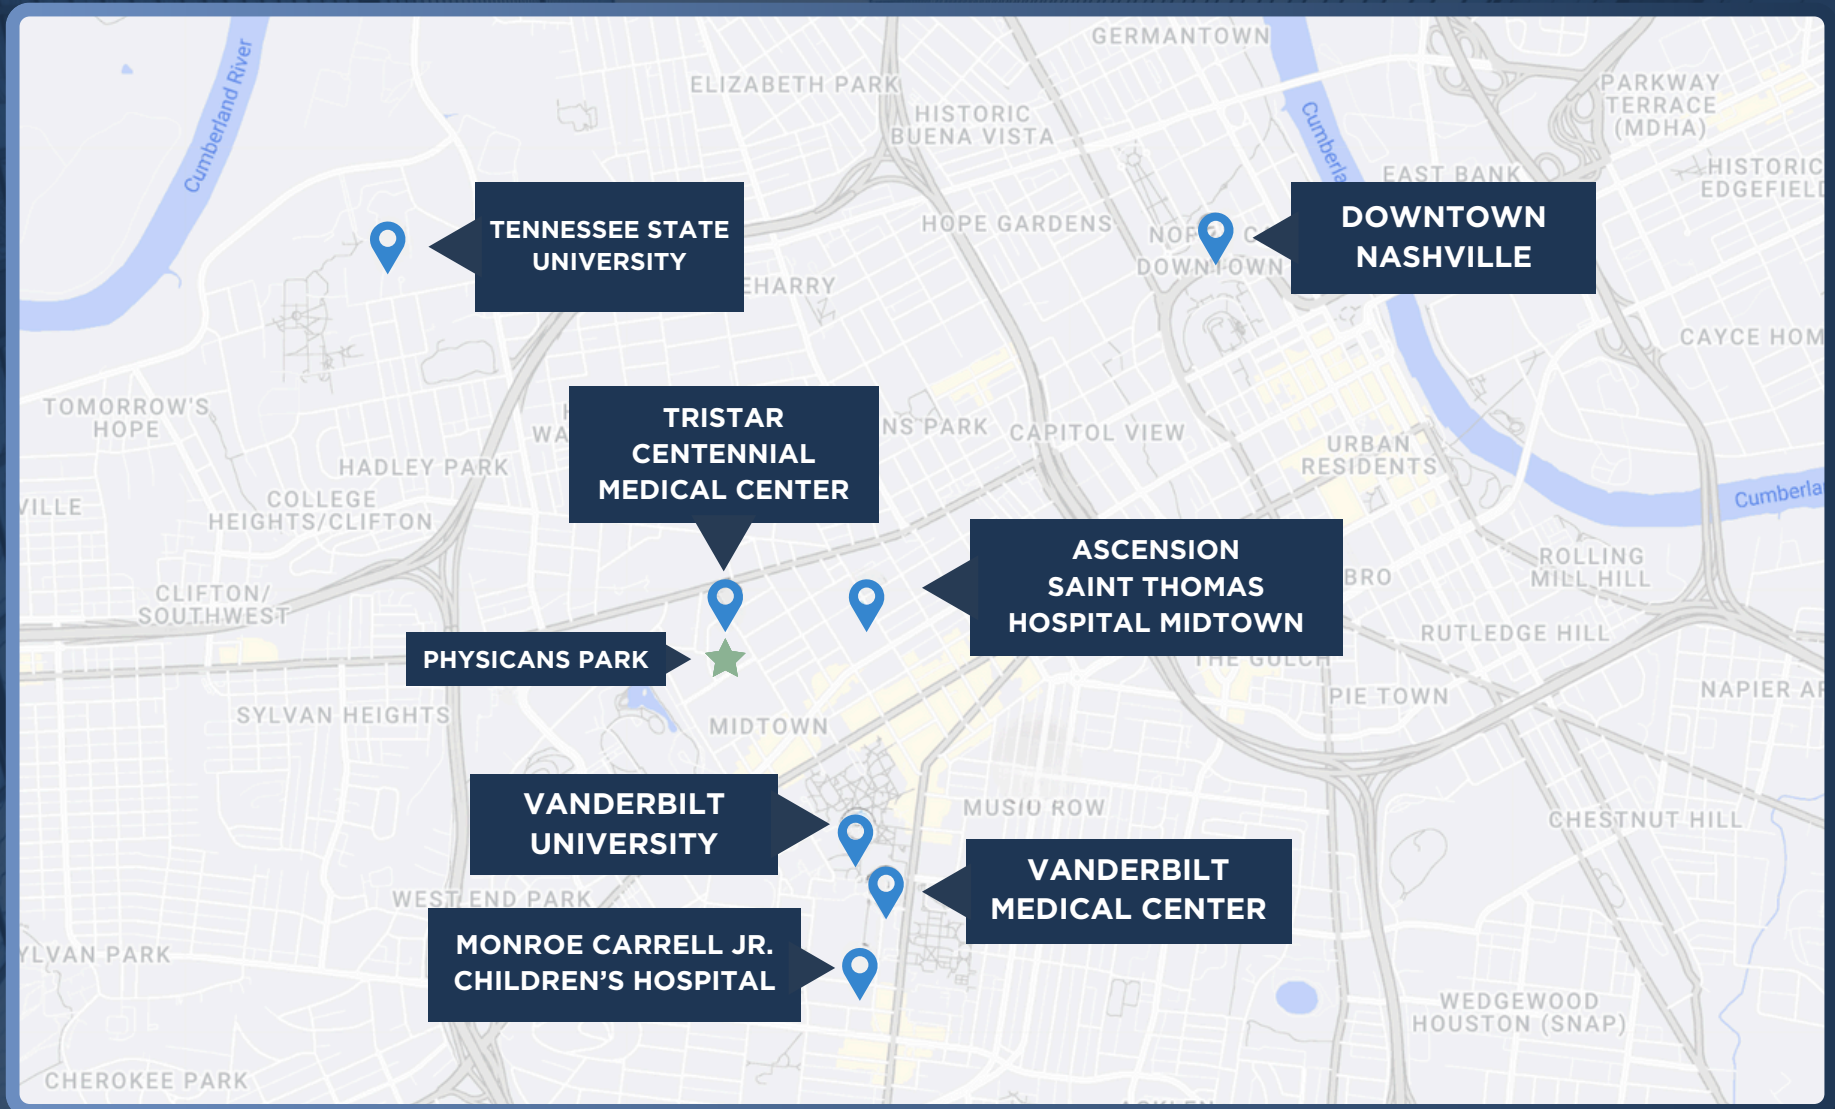 GERMANTOWN
Cumberland River
ELIZABETH PARK
PARKWAY
TERRACE
(MDHA)
HISTORIC
BUENA VISTA
EAST BANK
HISTORIC
TENNESSEE STATE
UNIVERSITY
HOPE GARDENS
DOWNTOWN
DOWNTOWN
NASHVILLE
CAYCE
TOMORROW'S
HOPE
TRISTAR
CENTENNIAL
MEDICAL CENTER
PARK
CAPITOL VIEW
URBAN
RESIDENTS
HADLEY PARK
COLLEGE
HEIGHTS/CLIFTON
CLIFTON/
SOUTHWEST
ASCENSION
SAINT THOMAS
HOSPITAL MIDTOWN
ROLLING
MILL HILL
RUTLEDGE HILL
PHYSICANS PARK
THE GULCH
PIE TOWN
NAPIER
SYLVAN HEIGHTS
MIDTOWN
VANDERBILT
UNIVERSITY
MUSIC ROW
CHESTNUT HILL
VANDERBILT
MEDICAL CENTER
WEST END PARK
MONROE CARRELL JR.
CHILDREN’S HOSPITAL
PARK
WEDGEWOOD
HOUSTON (SNAP)
CHEROKEE PARK